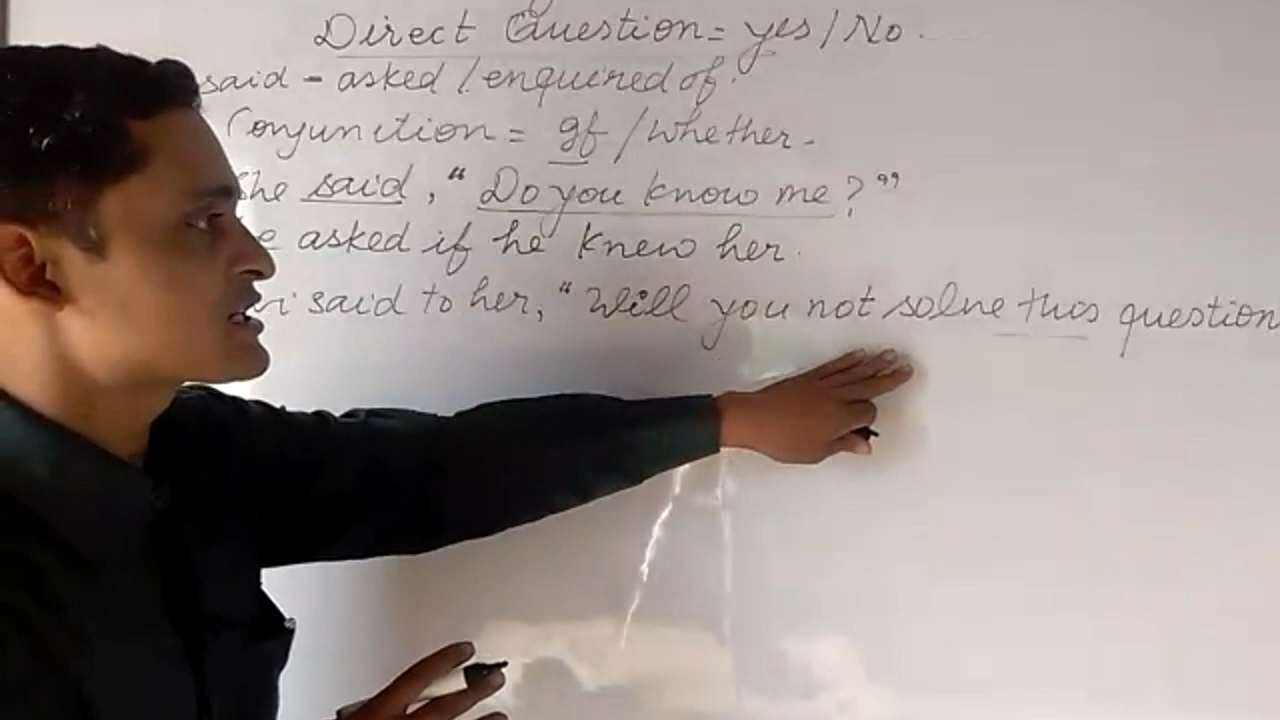 Direct Question = yes / No.
said - asked / enquired of.
Conjunction = If / Whether.
She said, “Do you know me?”
asked if he knew her.
said to her, “Will you not solve this question